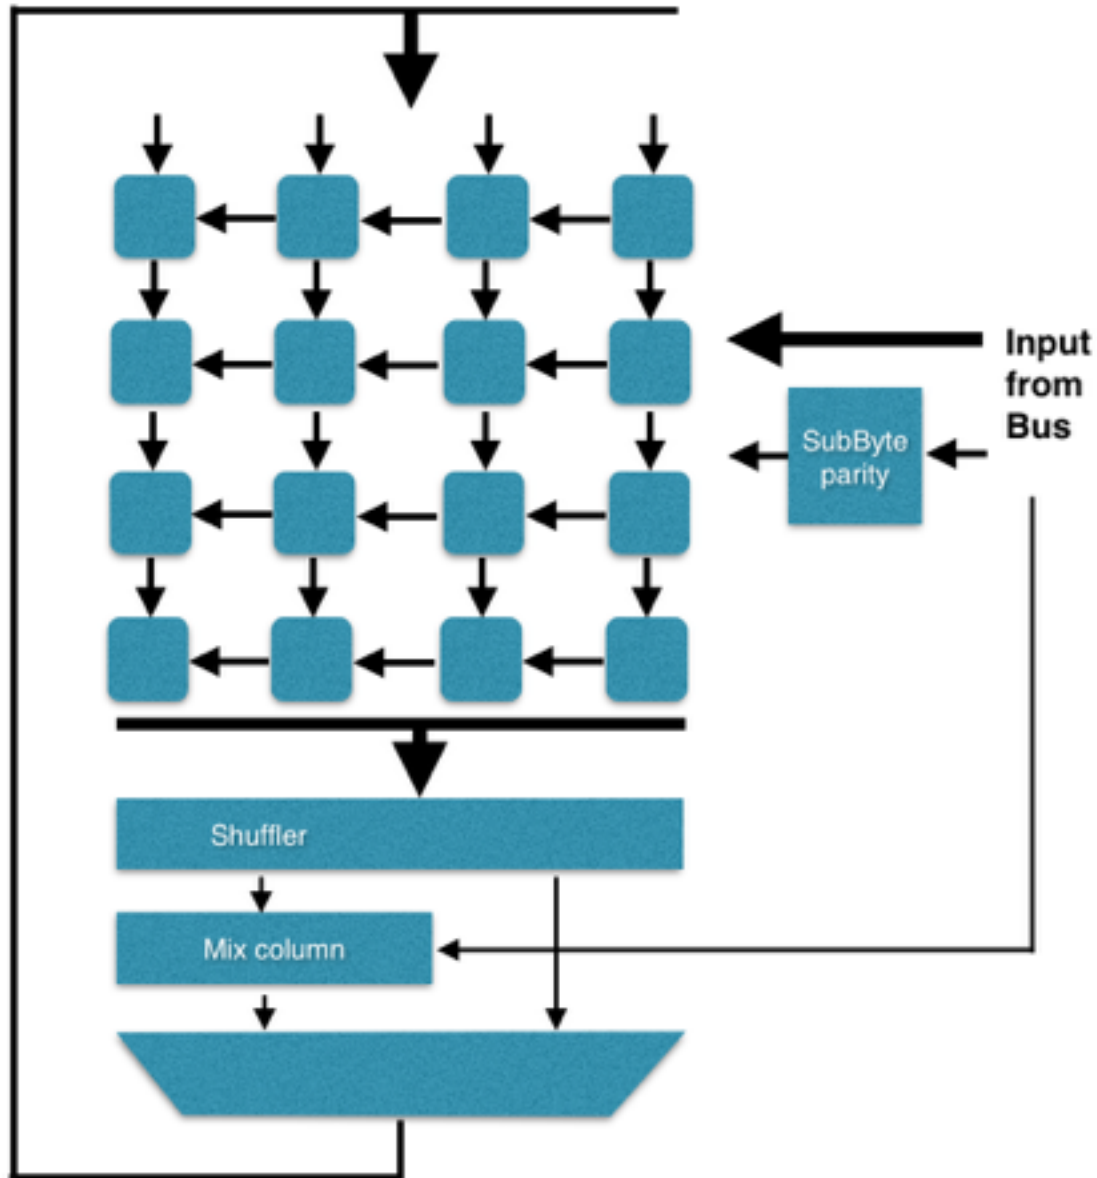 Input
from
Bus
SubByte
parity
Shuffler
Mix column